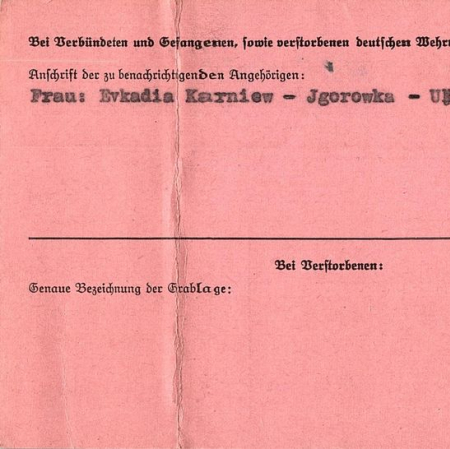 Bei Verbündeten und Gefangenen, sowie verstorbenen deutschen
Anschrift der zu benachrichtigenden Angehörigen:
Frau: Evkadia Karniew - Jgorowka -
Bei Verstorbenen:
Genaue Bezeichnung der Grablage: